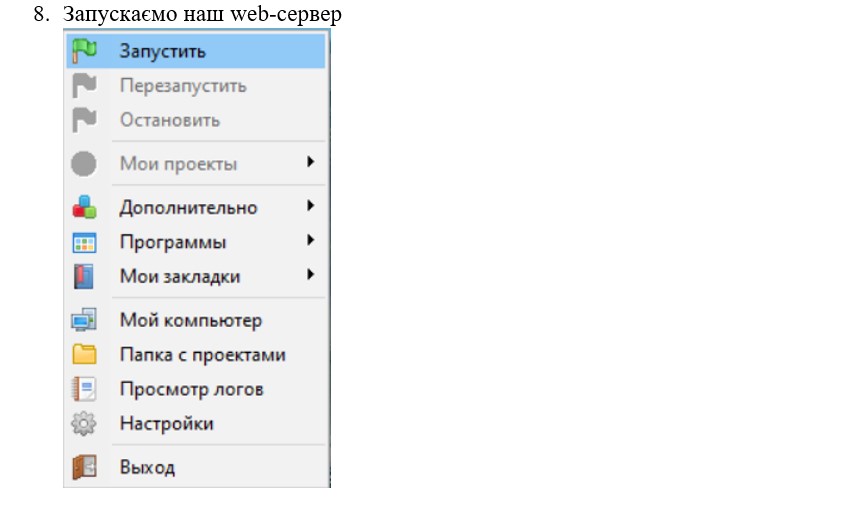 8. Запускаємо наш web-сервер
Запустить
Перезапустить
Остановить
Мои проекты
Дополнительно
Программы
Мои закладки
Мой компьютер
Папка с проектами
Просмотр логов
Настройки
Выход